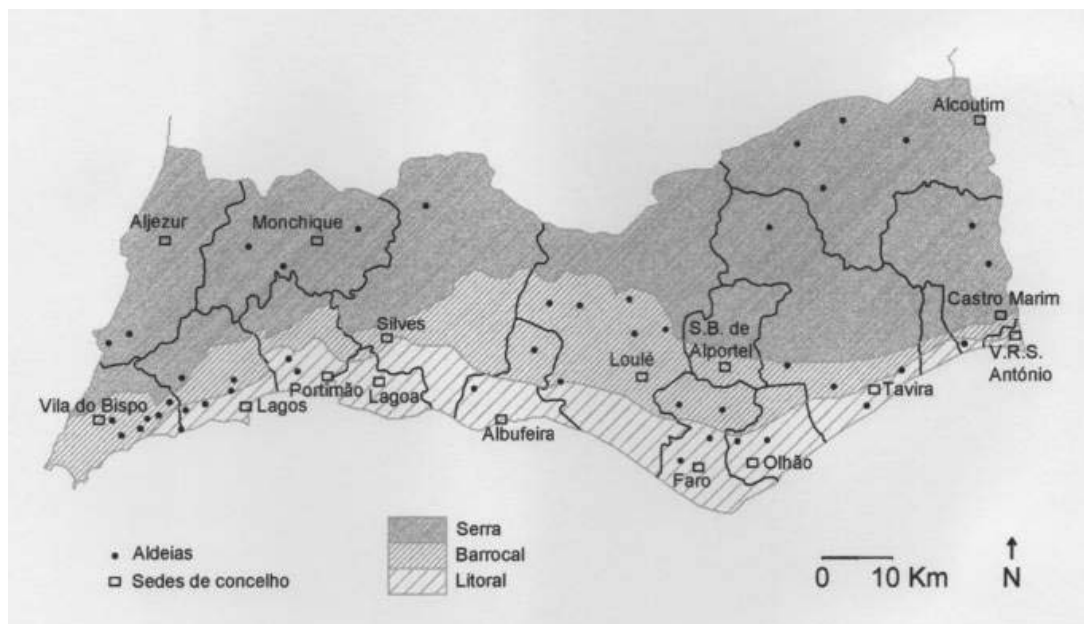 Alcoutim
Aljezur
Monchique
Castro Marim
Silves
S.B. de
Alportel
V.R.S.
António
Loulé
Portimão
Lagoa
Tavira
Vila do Bispo
Lagos
Albufeira
Olhão
Faro
Serra
Aldeias
Barrocal
Sedes de concelho
Litoral
0 10 Km
N